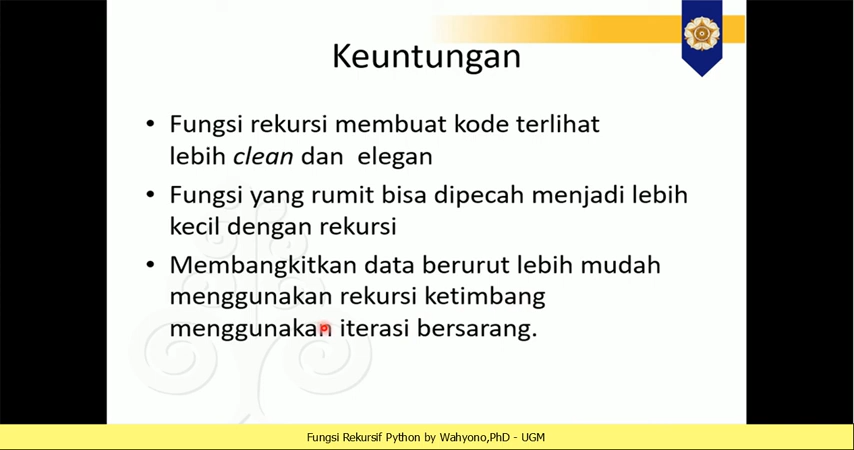 Keuntungan
• Fungsi rekursi membuat kode terlihat
lebih clean dan elegan
• Fungsi yang rumit bisa dipecah menjadi lebih
kecil dengan rekursi
• Membangkitkan data berurut lebih mudah
menggunakan rekursi ketimbang
menggunakan iterasi bersarang.
Fungsi Rekursif Python by Wahyono,PhD - UGM